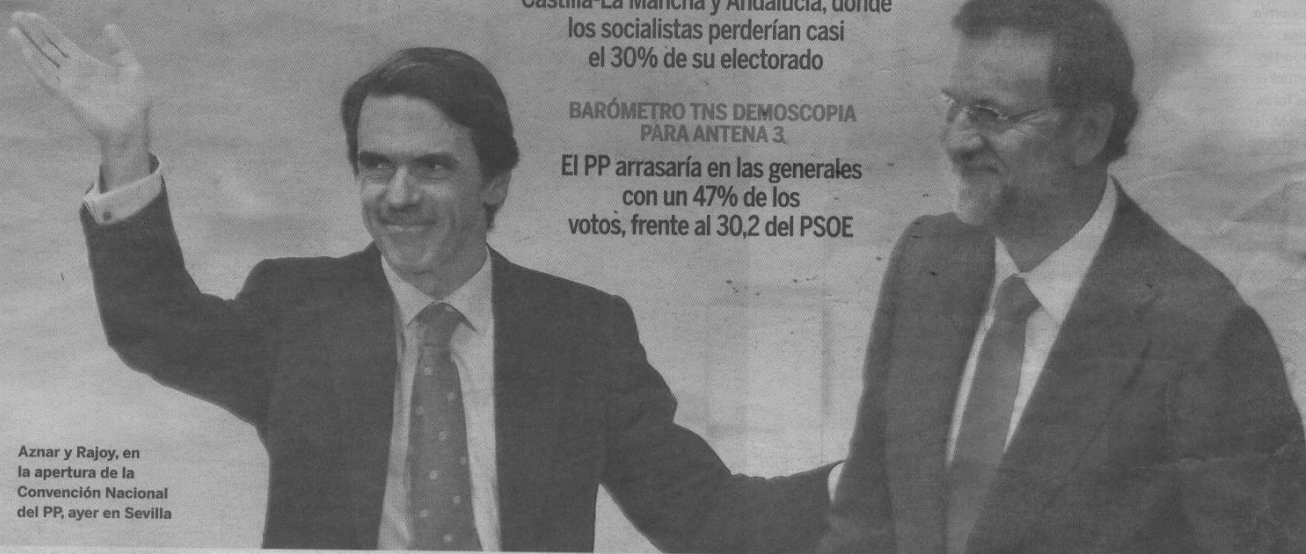 Castilla-La Mancha y Andalucía, donde
los socialistas perderían casi
el 30% de su electorado
BARÓMETRO TNS DEMOSCOPIA
PARA ANTENA 3
El PP arrasaría en las generales
con un 47% de los
votos, frente al 30,2 del PSOE
Aznar y Rajoy, en
la apertura de la
Convención Nacional
del PP, ayer en Sevilla